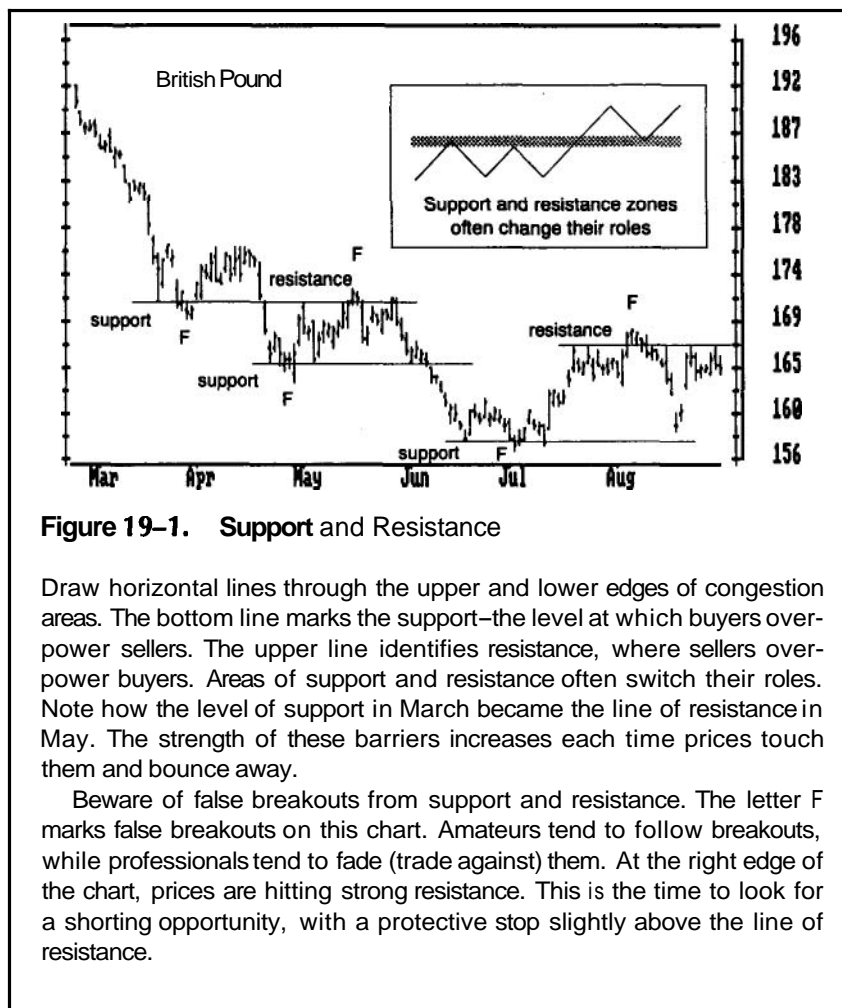 British Pound
Support and resistance zones
often change their roles
196
192
187
183
178
174
169
165
160
156
F
resistance
support
F
support
F
F
resistance
support
F
Mar Apr May Jun Jul Aug
Figure 19–1. Support and Resistance
Draw horizontal lines through the upper and lower edges of congestion
areas. The bottom line marks the support–the level at which buyers over-
power sellers. The upper line identifies resistance, where sellers over-
power buyers. Areas of support and resistance often switch their roles.
Note how the level of support in March became the line of resistance in
May. The strength of these barriers increases each time prices touch
them and bounce away.
Beware of false breakouts from support and resistance. The letter F
marks false breakouts on this chart. Amateurs tend to follow breakouts,
while professionals tend to fade (trade against) them. At the right edge of
the chart, prices are hitting strong resistance. This is the time to look for
a shorting opportunity, with a protective stop slightly above the line of
resistance.